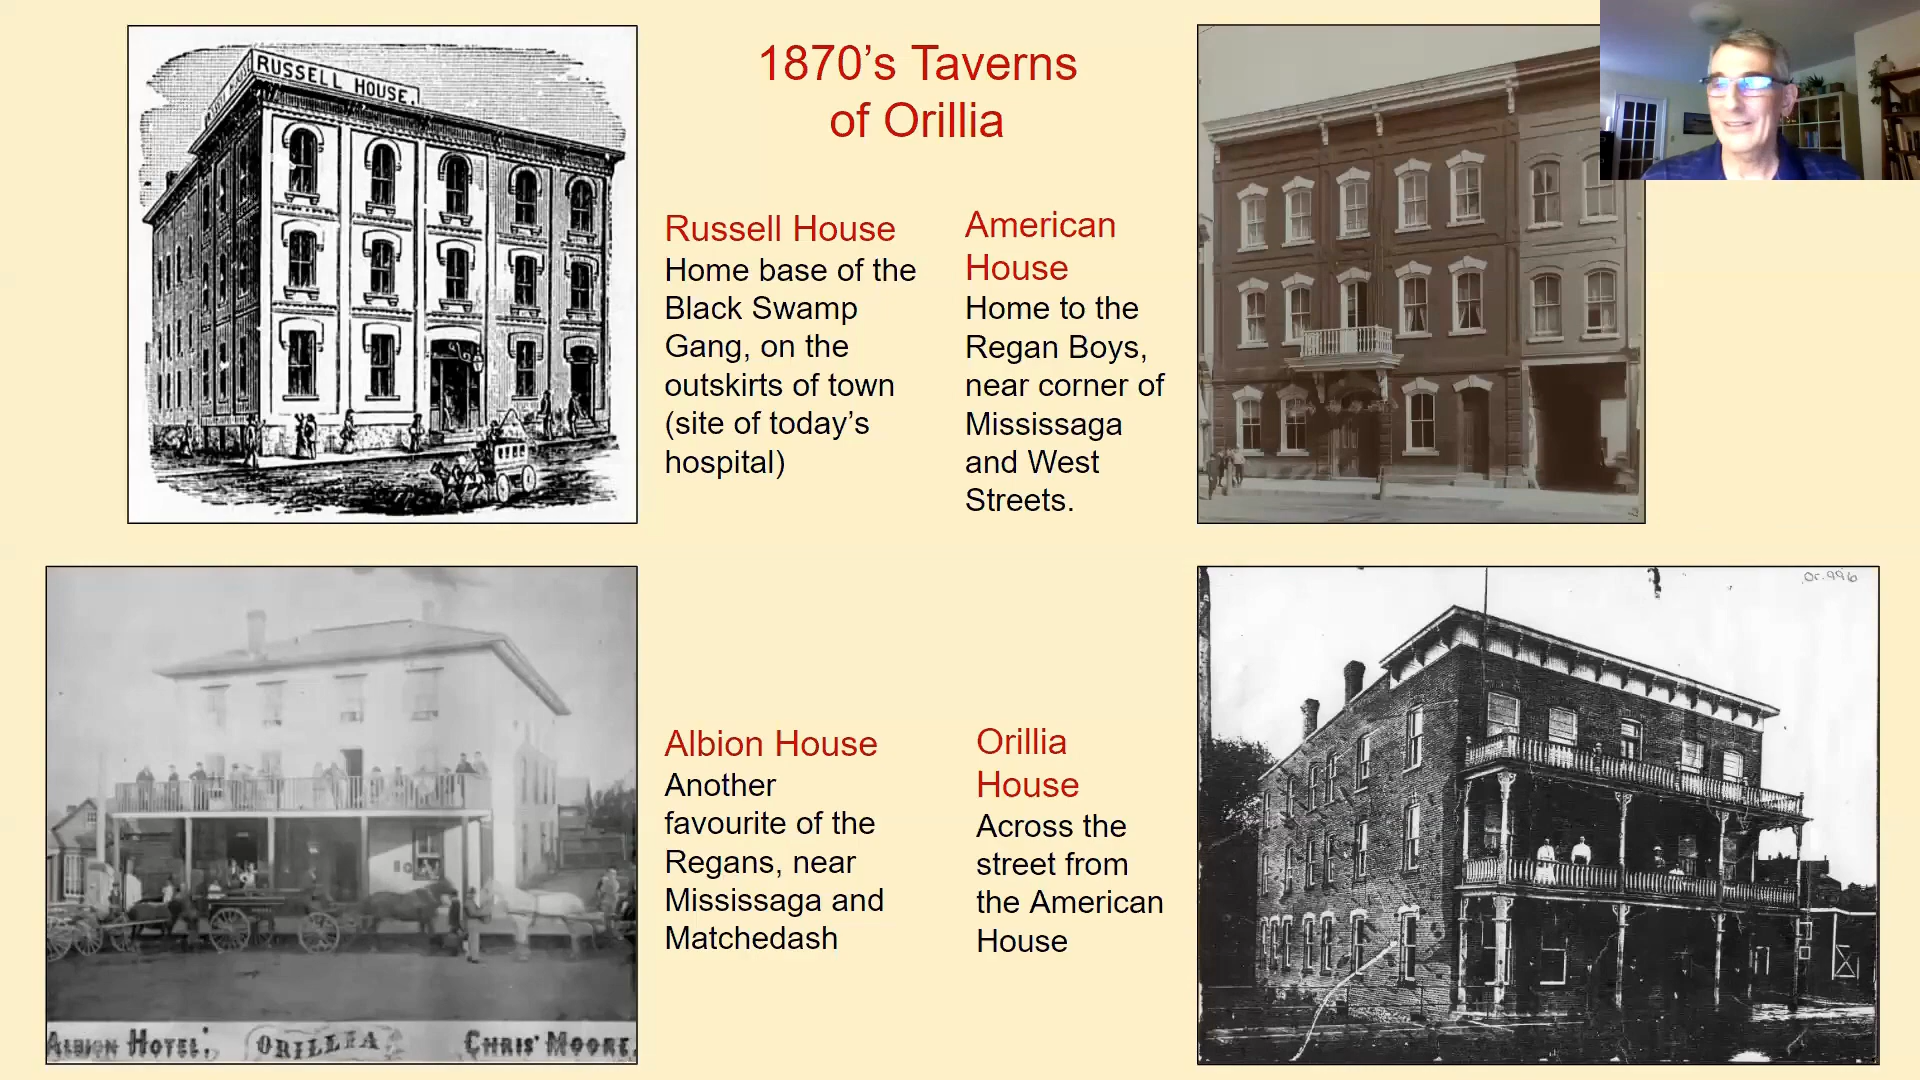 1870's Taverns
of Orillia
RUSSELL HOUSE.
Russell House
Home base of the
Black Swamp
Gang, on the
outskirts of town
(site of today's
hospital)
American
House
Home to the
Regan Boys,
near corner of
Mississaga
and West
Streets.
Albion House
Another
favourite of the
Regans, near
Mississaga and
Matchedash
Orillia
House
Across the
street from
the American
House
Or.996
ALBION HOTEL, ORILLIA CHRIS' MOORE,